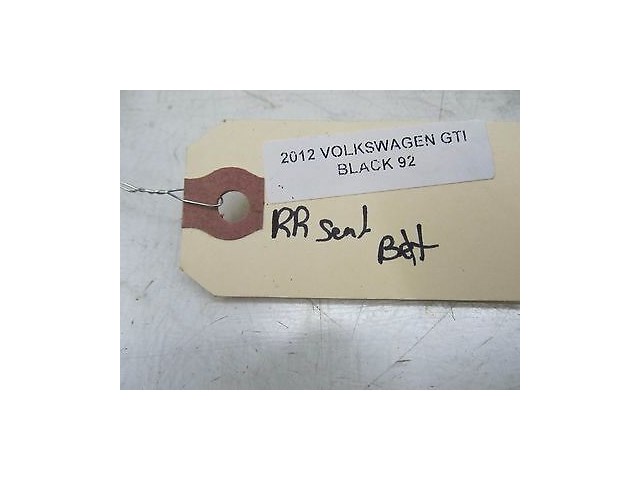 2012 VOLKSWAGEN GTI
BLACK 92
RR Seat
Belt